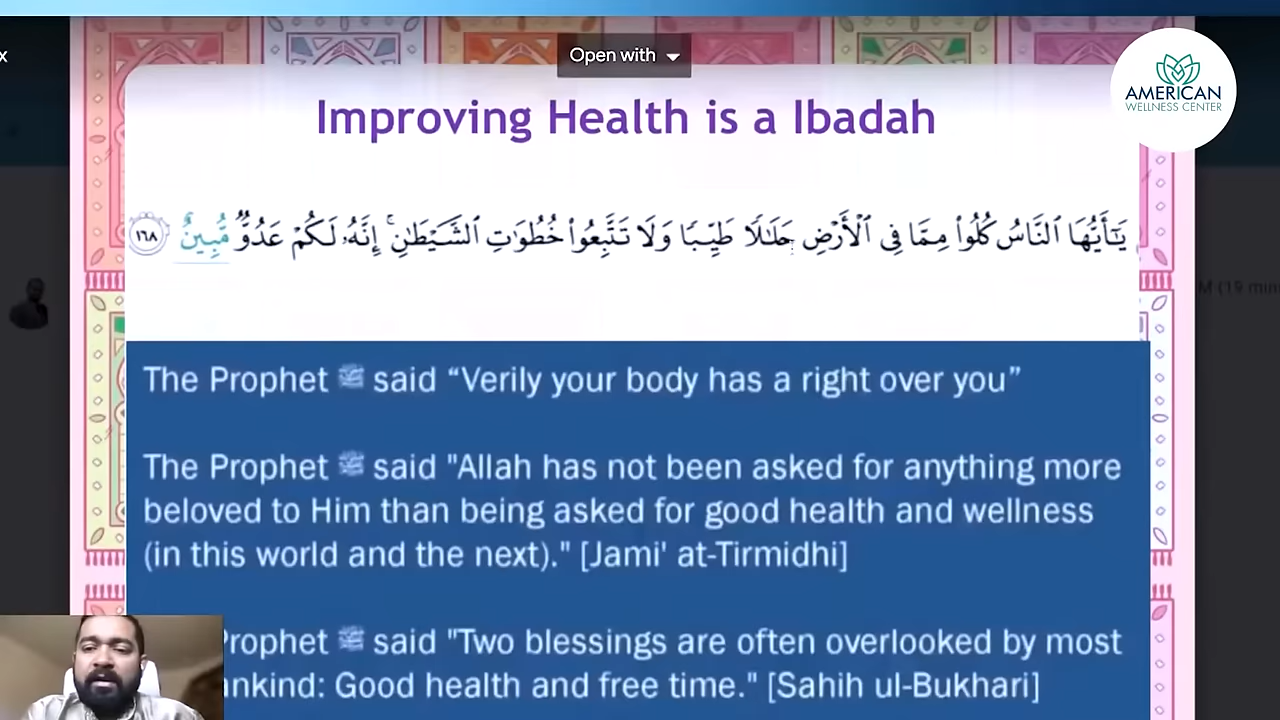 x
Open with
AMERICAN
WELLNESS CENTER
Improving Health is a Ibadah
يَـٰٓأَيُّهَا ٱلنَّاسُ كُلُوا۟ مِمَّا فِى ٱلْأَرْضِ حَلَـٰلًا طَيِّبًا وَلَا تَتَّبِعُوا۟ خُطُوَٰتِ ٱلشَّيْطَـٰنِ ۚ إِنَّهُۥ لَكُمْ عَدُوٌّ مُّبِينٌ ١٦٨
M (19 min
The Prophet ﷺ said “Verily your body has a right over you”
The Prophet ﷺ said "Allah has not been asked for anything more
beloved to Him than being asked for good health and wellness
(in this world and the next)." [Jami' at-Tirmidhi]
Prophet ﷺ said "Two blessings are often overlooked by most
ankind: Good health and free time." [Sahih ul-Bukhari]